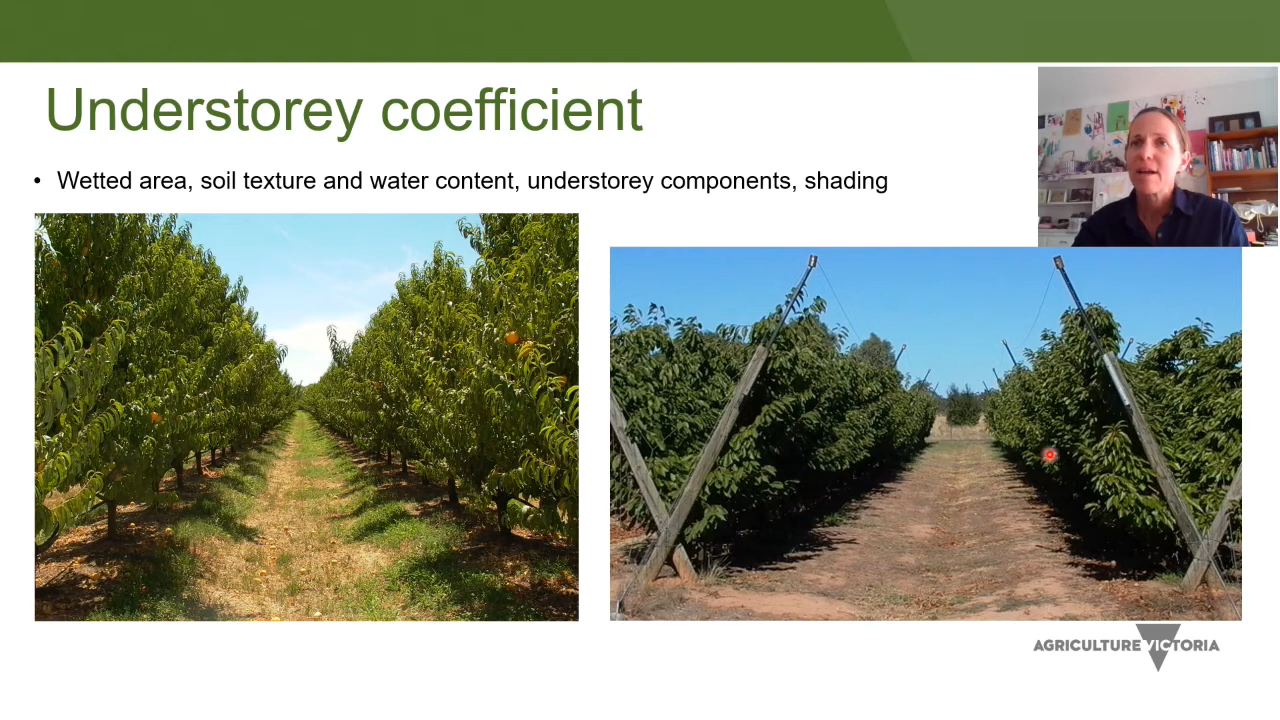 Understorey coefficient
• Wetted area, soil texture and water content, understorey components, shading
AGRICULTURE VICTORIA